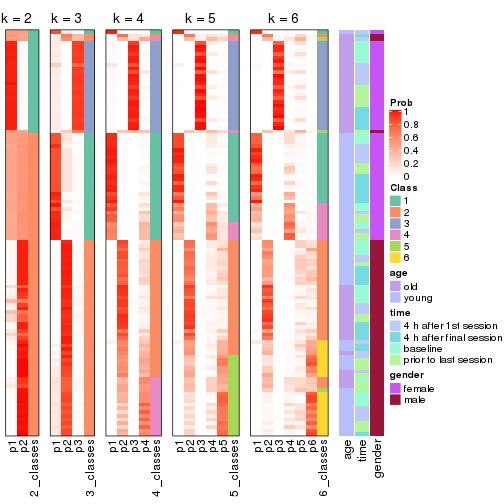 k = 2
k = 3
k = 4
k = 5
k = 6
p1
p2
2_classes
p1
p2
p3
3_classes
p1
p2
p3
p4
4_classes
p1
p2
p3
p4
p5
5_classes
p1
p2
p3
p4
p5
p6
6_classes
age
time
gender
Prob
1
0.8
0.6
0.4
0.2
0
Class
1
2
3
4
5
6
age
old
young
time
4 h after 1st session
4 h after final session
baseline
prior to last session
gender
female
male